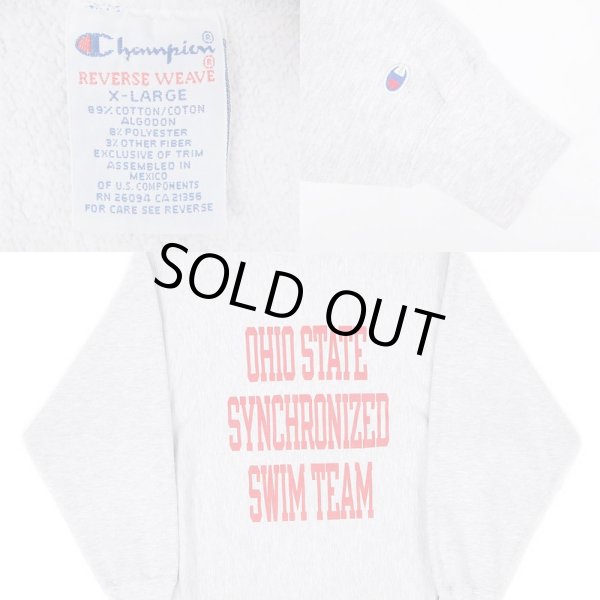 Champion®
REVERSE WEAVE®
X-LARGE
89% COTTON/COTON
ALGODON
8% POLYESTER
3% OTHER FIBER
EXCLUSIVE OF TRIM
ASSEMBLED IN
MEXICO
OF U.S. COMPONENTS
RN 26094 CA 21356
FOR CARE SEE REVERSE
SOLD OUT
OHIO STATE
SYNCHRONIZED
SWIM TEAM